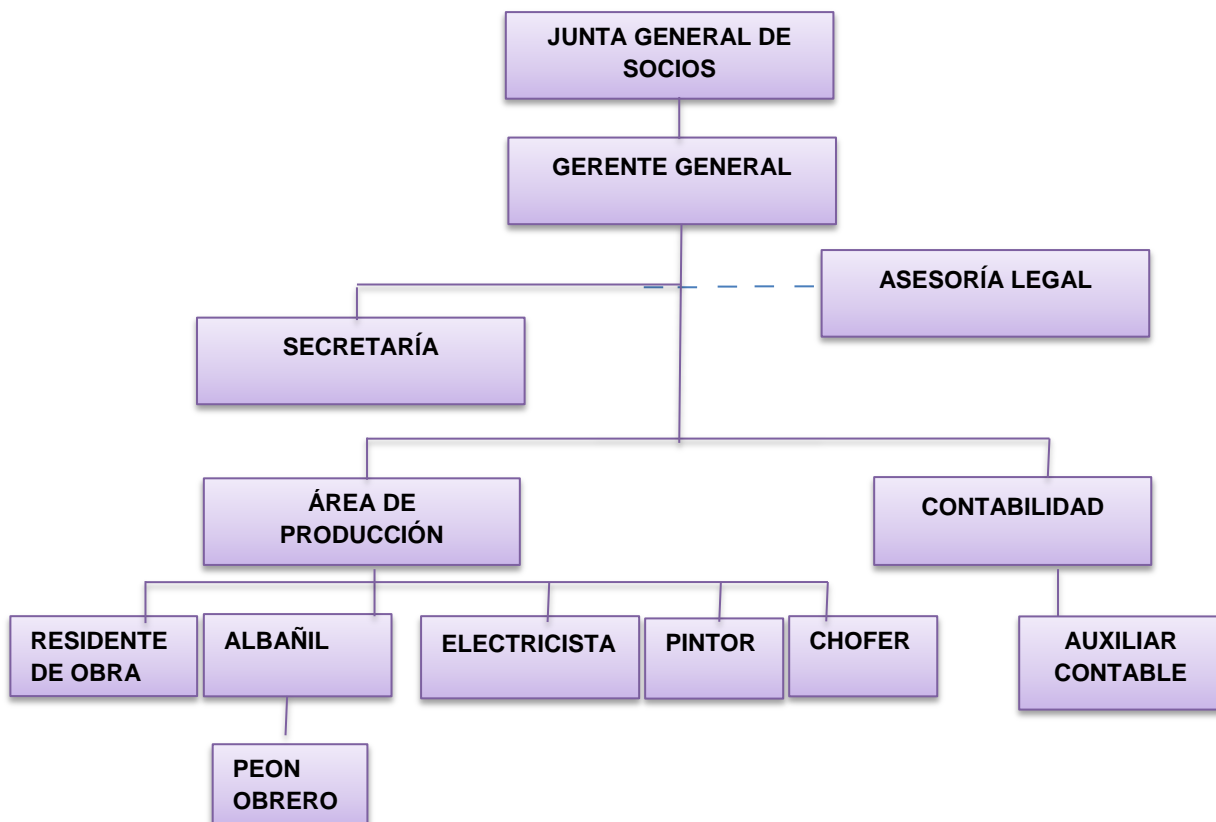 JUNTA GENERAL DE
SOCIOS
GERENTE GENERAL
ASESORÍA LEGAL
SECRETARÍA
ÁREA DE
PRODUCCIÓN
CONTABILIDAD
RESIDENTE
DE OBRA
ALBAÑIL
ELECTRICISTA
PINTOR
CHOFER
AUXILIAR
CONTABLE
PEON
OBRERO